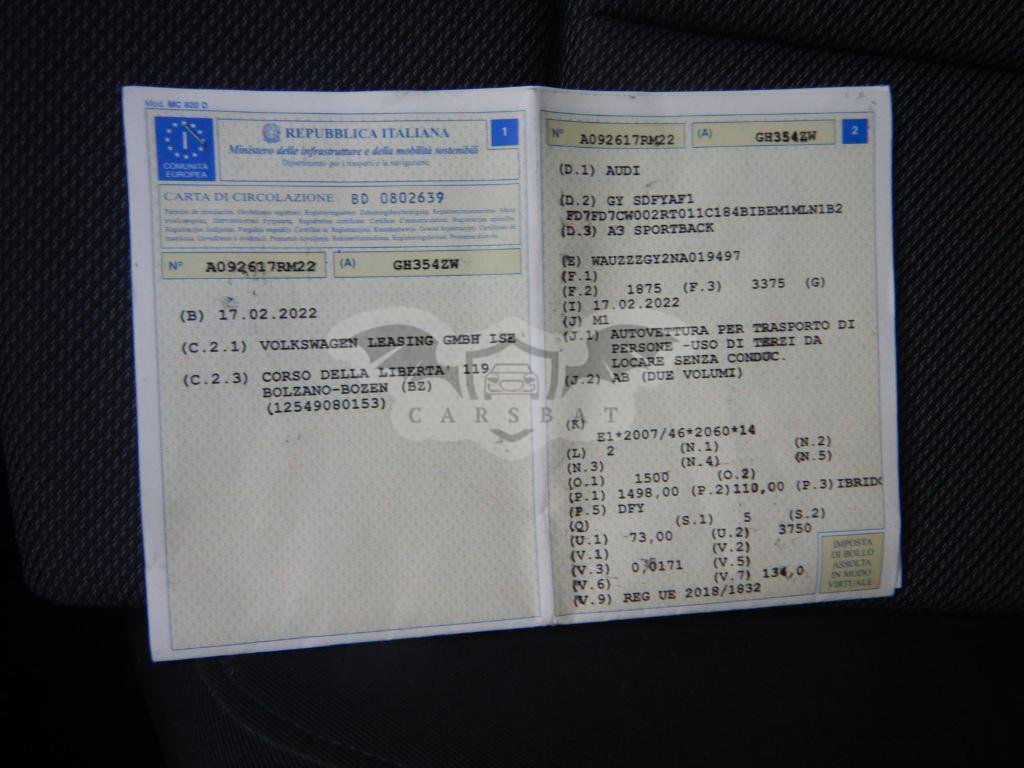 Mod. MC 820 D
COMUNITÀ
EUROPEA
REPUBBLICA ITALIANA
Ministero delle infrastrutture e della mobilità sostenibili
Dipartimento per i trasporti e la navigazione
1
CARTA DI CIRCOLAZIONE BD 0802639
N° A092617RM22 (A) GH354ZW
(B) 17.02.2022
(C.2.1) VOLKSWAGEN LEASING GMBH ISE
(C.2.3) CORSO DELLA LIBERTA' 119
BOLZANO-BOZEN (BZ)
(12549080153)
N° A092617RM22 (A) GH354ZW 2
(D.1) AUDI
(D.2) GY SDFYAF1
FD7FD7CW002RT011C184BIBEM1MLN1B2
(D.3) A3 SPORTBACK
(E) WAUZZZGY2NA019497
(F.1)
(F.2) 1875 (F.3) 3375 (G)
(I) 17.02.2022
(J) M1
(J.1) AUTOVETTURA PER TRASPORTO DI
PERSONE -USO DI TERZI DA
LOCARE SENZA CONDUC.
(J.2) AB (DUE VOLUMI)
(K)
E1*2007/46*2060*14
(L) 2 (N.1) (N.2)
(N.3) (N.4) (N.5)
(O.1) 1500 (O.2)
(P.1) 1498,00 (P.2)110,00 (P.3)IBRIDO
(P.5) DFY
(Q) (S.1) 5 (S.2)
(U.1) 73,00 (U.2) 3750
(V.1) (V.2)
(V.3) 0,0171 (V.5)
(V.6) (V.7) 134,0
(V.9) REG UE 2018/1832
IMPOSTA
DI BOLLO
ASSOLTA
IN MODO
VIRTUALE
CARSBAT